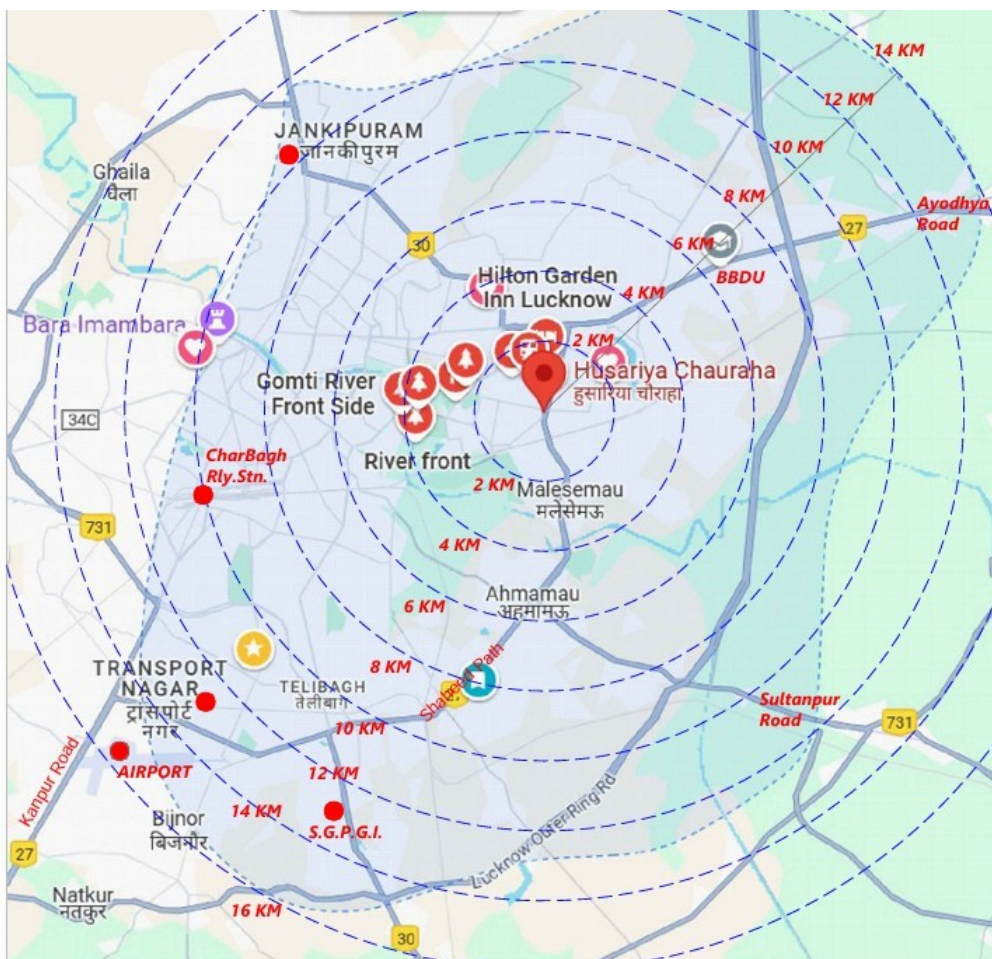 14 KM
12 KM
JANKIPURAM
जानकीपुरम
10 KM
Ghaila
घैला
8 KM
Ayodhya
Road
27
30
6 KM
BBDU
Hilton Garden
Inn Lucknow
4 KM
Bara Imambara
2 KM
Husariya Chauraha
हुसारिया चौराहा
Gomti River
Front Side
34C
River front
CharBagh
Rly.Stn.
2 KM
Malesemau
मलेसेमऊ
731
4 KM
Ahmamau
अहमामऊ
6 KM
8 KM
Shaheed Path
TRANSPORT
NAGAR
ट्रांसपोर्ट
नगर
TELIBAGH
तेलीबाग
Sultanpur
Road
731
10 KM
Kanpur Road
AIRPORT
12 KM
14 KM
S.G.P.G.I.
Bijnor
बिजनौर
Lucknow Outer Ring Rd
27
Natkur
नतकुर
16 KM
30